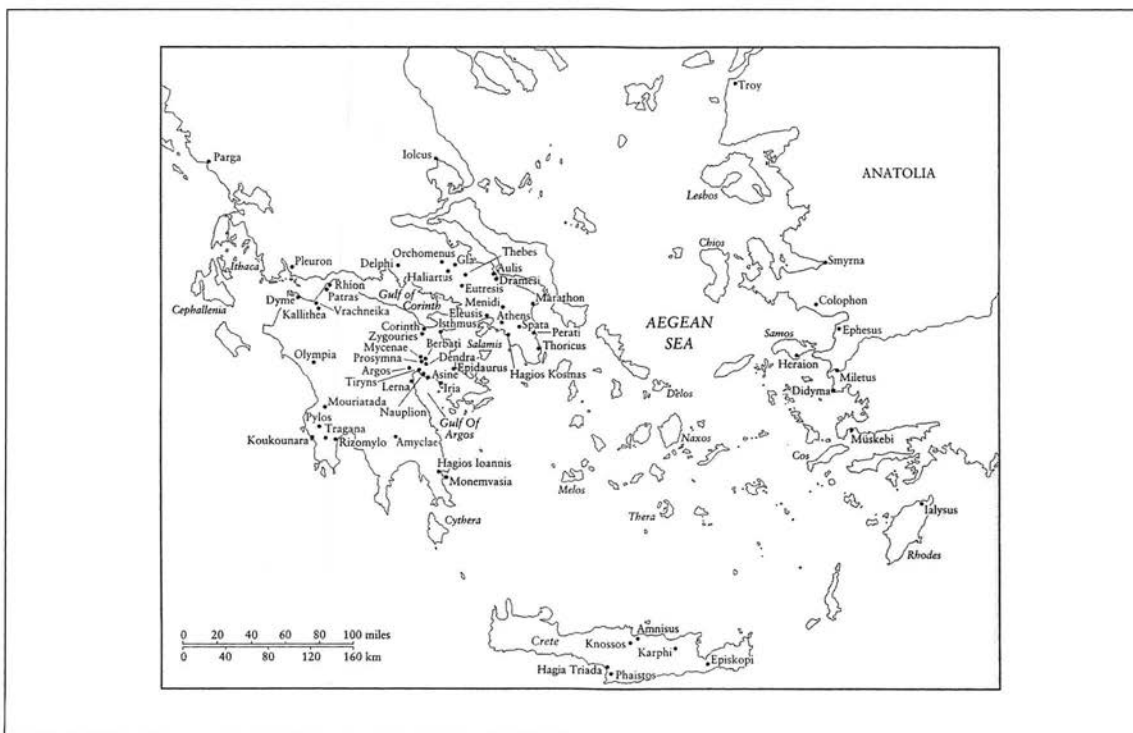 Troy
Parga
Iolcus
ANATOLIA
Lesbos
Chios
Ithaca
Pleuron
Delphi
Orchomenus
Gla
Thebes
Smyrna
Haliartus
Aulis
Dramesi
Rhion
Patras
Eutresis
Cephallenia
Dyme
Kallithea
Vrachneika
Gulf of
Corinth
Menidi
Marathon
Colophon
Eleusis
Athens
Corinth
Isthmus
Spata
Perati
AEGEAN
SEA
Samos
Ephesus
Zygouries
Salamis
Thoricus
Mycenae
Berbati
Olympia
Prosymna
Dendra
Heraion
Argos
Epidaurus
Hagios Kosmas
Miletus
Tiryns
Asine
Lerna
Iria
Delos
Didyma
Mouriatada
Nauplion
Pylos
Gulf Of
Argos
Tragana
Naxos
Müskebi
Koukounara
Rizomylo
Amyclae
Cos
Hagios Ioannis
Monemvasia
Melos
Thera
Ialysus
Cythera
Rhodes
0 20 40 60 80 100 miles
0 40 80 120 160 km
Crete
Amnisus
Knossos
Karphi
Hagia Triada
Phaistos
Episkopi